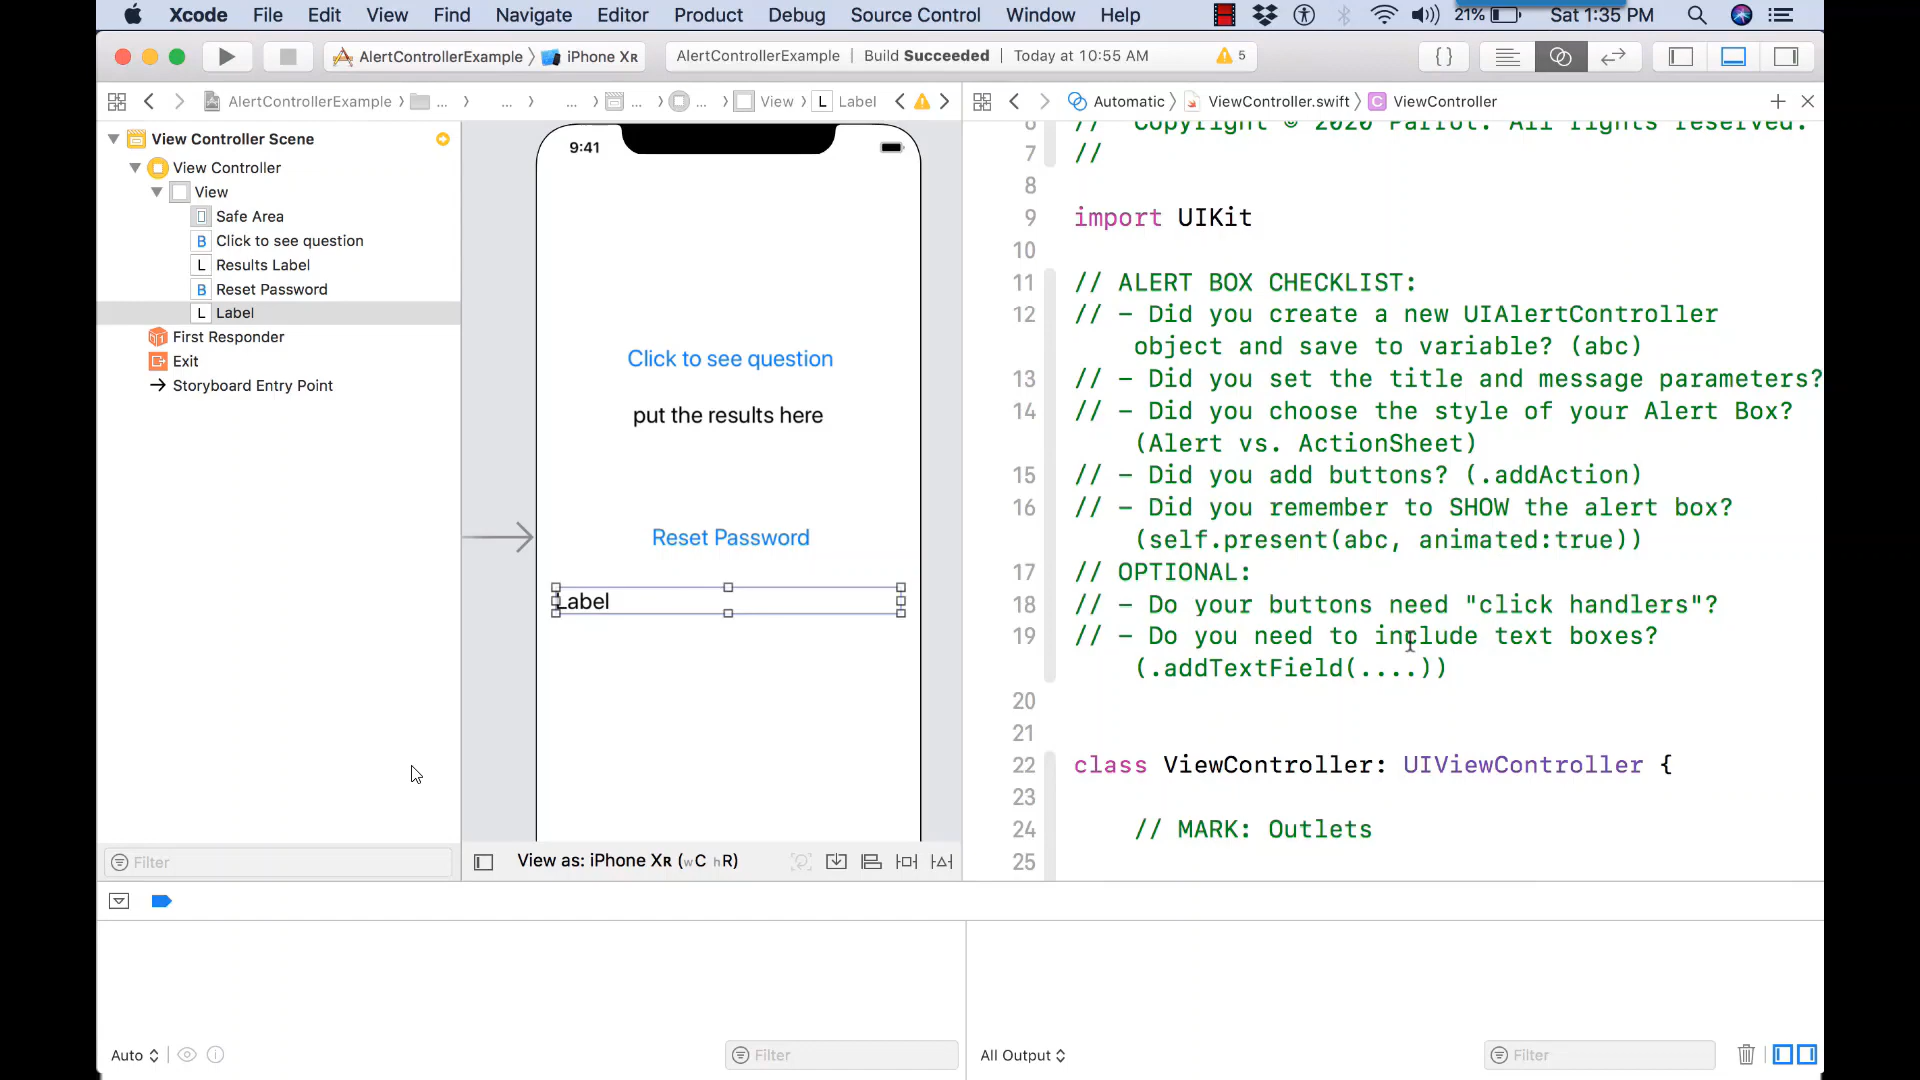 Xcode File Edit View Find Navigate Editor Product Debug Source Control Window Help 21% Sat 1:35 PM
AlertControllerExample iPhone XR AlertControllerExample Build Succeeded Today at 10:55 AM 5 { }
AlertControllerExample ... ... ... ... ... View L Label Automatic ViewController.swift C ViewController
View Controller Scene
View Controller
View
Safe Area
B Click to see question
L Results Label
B Reset Password
L Label
First Responder
Exit
Storyboard Entry Point
Filter
9:41
Click to see question
put the results here
Reset Password
Label
View as: iPhone XR (wC hR)
6 // Copyright © 2020 Parrot. All rights reserved.
7 //
8
9 import UIKit
10
11 // ALERT BOX CHECKLIST:
12 // - Did you create a new UIAlertController
object and save to variable? (abc)
13 // - Did you set the title and message parameters?
14 // - Did you choose the style of your Alert Box?
(Alert vs. ActionSheet)
15 // - Did you add buttons? (.addAction)
16 // - Did you remember to SHOW the alert box?
(self.present(abc, animated:true))
17 // OPTIONAL:
18 // - Do your buttons need "click handlers"?
19 // - Do you need to include text boxes?
(.addTextField(....))
20
21
22 class ViewController: UIViewController {
23
24 // MARK: Outlets
25
Auto Filter All Output Filter